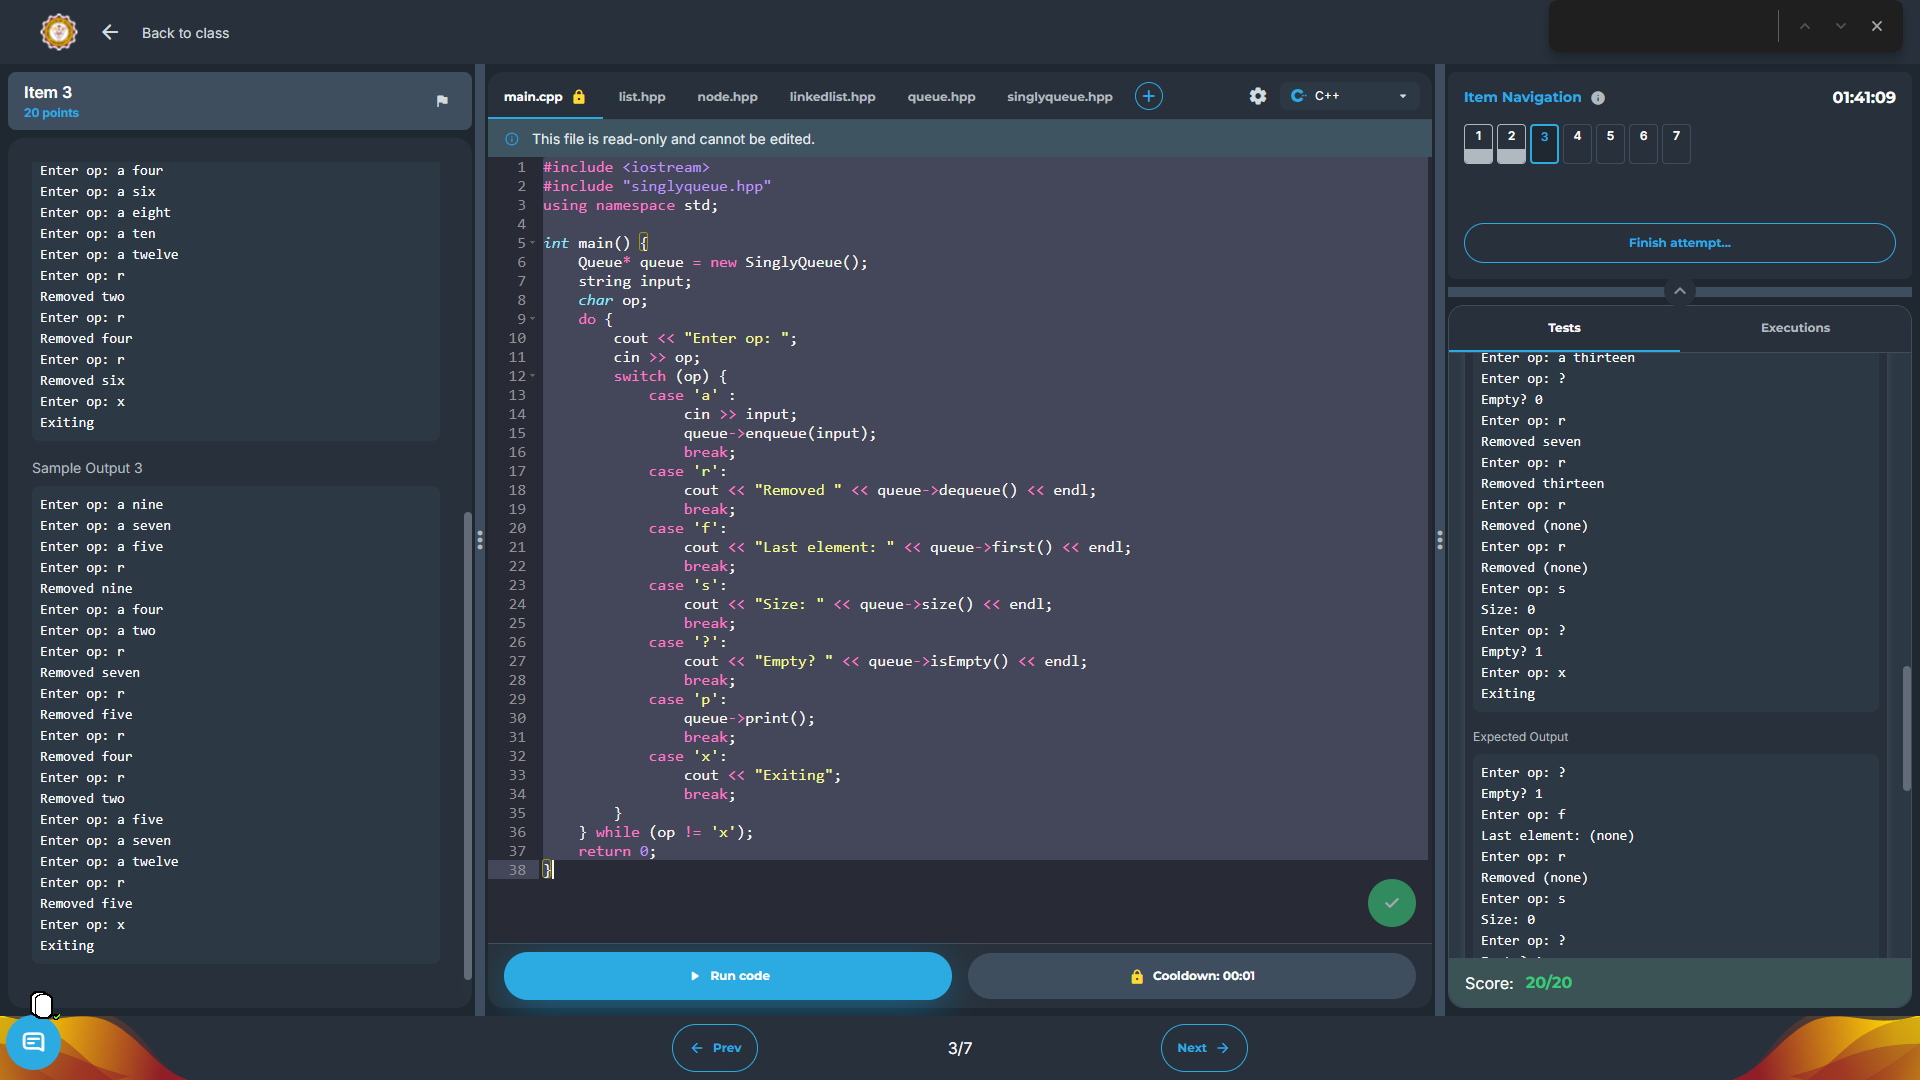 Back to class
Item 3
20 points
Enter op: a four
Enter op: a six
Enter op: a eight
Enter op: a ten
Enter op: a twelve
Enter op: r
Removed two
Enter op: r
Removed four
Enter op: r
Removed six
Enter op: x
Exiting
Sample Output 3
Enter op: a nine
Enter op: a seven
Enter op: a five
Enter op: r
Removed nine
Enter op: a four
Enter op: a two
Enter op: r
Removed seven
Enter op: r
Removed five
Enter op: r
Removed four
Enter op: r
Removed two
Enter op: a five
Enter op: a seven
Enter op: a twelve
Enter op: r
Removed five
Enter op: x
Exiting
main.cpp list.hpp node.hpp linkedlist.hpp queue.hpp singlyqueue.hpp C++
This file is read-only and cannot be edited.
1 #include <iostream>
2 #include "singlyqueue.hpp"
3 using namespace std;
4
5 int main() {
6 Queue* queue = new SinglyQueue();
7 string input;
8 char op;
9 do {
10 cout << "Enter op: ";
11 cin >> op;
12 switch (op) {
13 case 'a' :
14 cin >> input;
15 queue->enqueue(input);
16 break;
17 case 'r':
18 cout << "Removed " << queue->dequeue() << endl;
19 break;
20 case 'f':
21 cout << "Last element: " << queue->first() << endl;
22 break;
23 case 's':
24 cout << "Size: " << queue->size() << endl;
25 break;
26 case '?':
27 cout << "Empty? " << queue->isEmpty() << endl;
28 break;
29 case 'p':
30 queue->print();
31 break;
32 case 'x':
33 cout << "Exiting";
34 break;
35 }
36 } while (op != 'x');
37 return 0;
38 }
Run code
Cooldown: 00:01
Prev
3/7
Next
Item Navigation
01:41:09
1 2 3 4 5 6 7
Finish attempt...
Tests Executions
Enter op: a thirteen
Enter op: ?
Empty? 0
Enter op: r
Removed seven
Enter op: r
Removed thirteen
Enter op: r
Removed (none)
Enter op: r
Removed (none)
Enter op: s
Size: 0
Enter op: ?
Empty? 1
Enter op: x
Exiting
Expected Output
Enter op: ?
Empty? 1
Enter op: f
Last element: (none)
Enter op: r
Removed (none)
Enter op: s
Size: 0
Enter op: ?
Score: 20/20